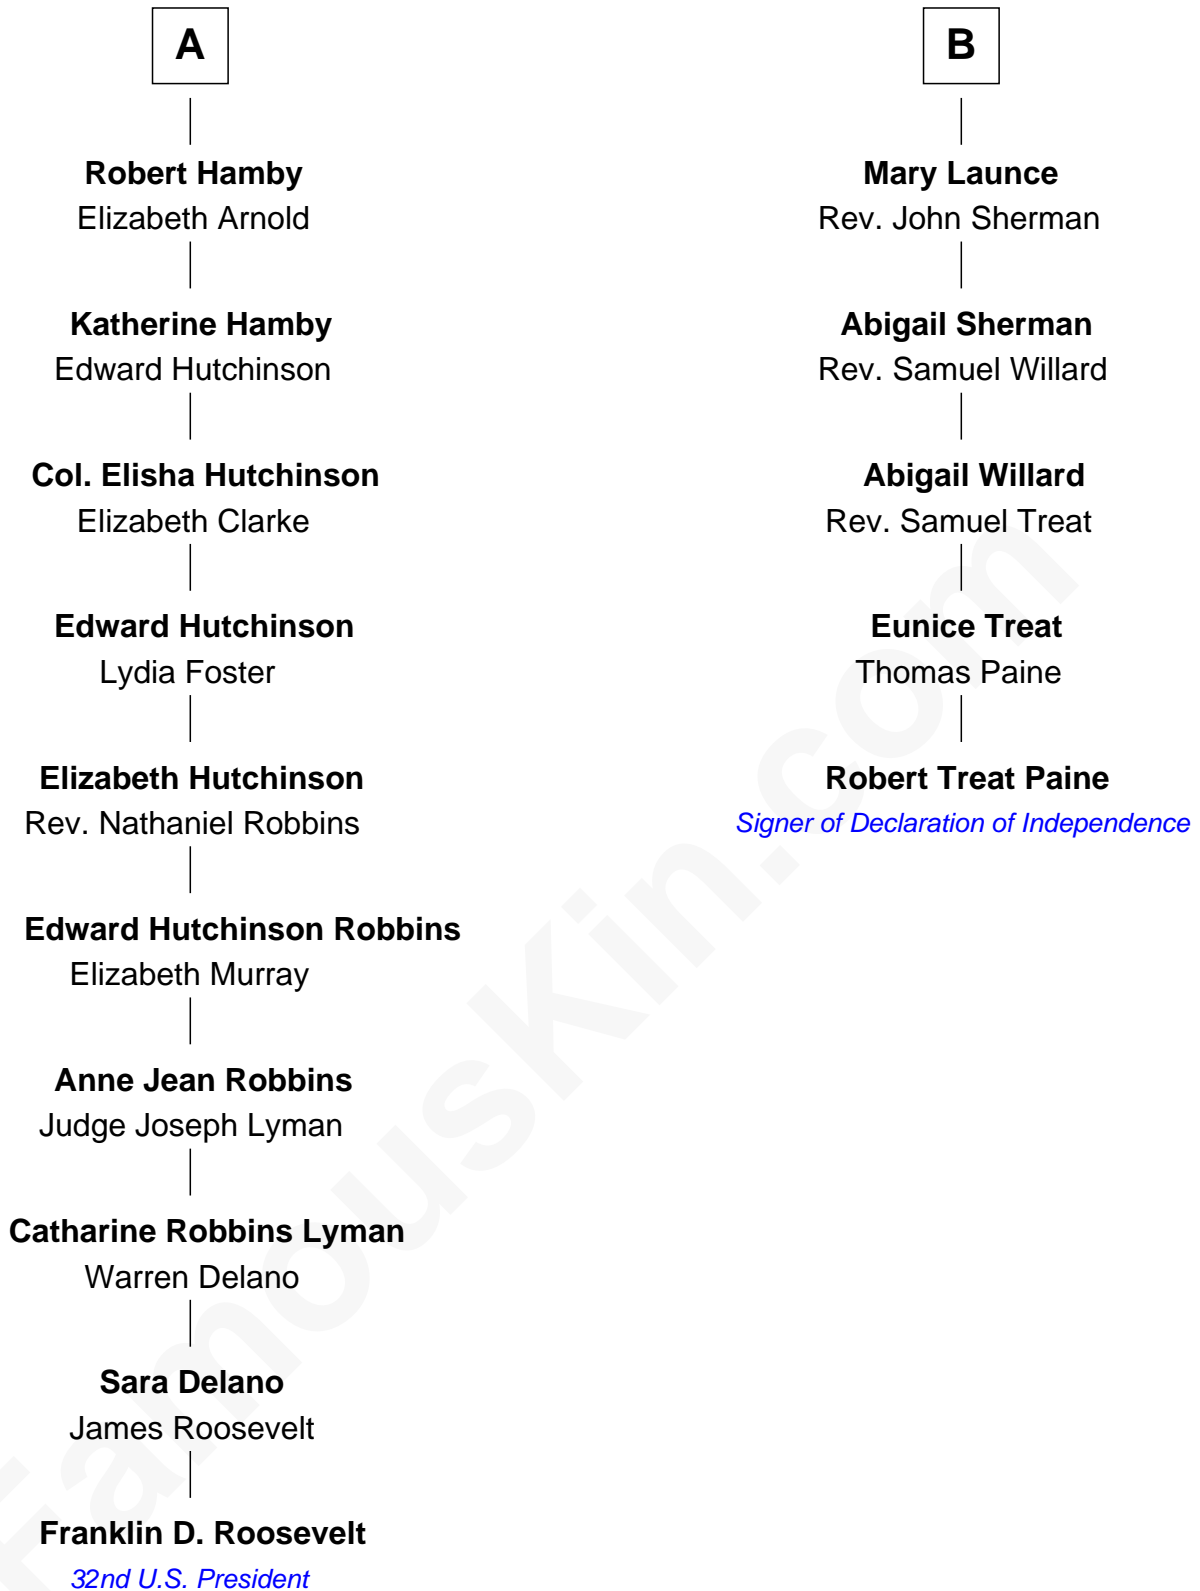 A
Robert Hamby
Elizabeth Arnold
Katherine Hamby
Edward Hutchinson
Col. Elisha Hutchinson
Elizabeth Clarke
Edward Hutchinson
Lydia Foster
Elizabeth Hutchinson
Rev. Nathaniel Robbins
Edward Hutchinson Robbins
Elizabeth Murray
Anne Jean Robbins
Judge Joseph Lyman
Catharine Robbins Lyman
Warren Delano
Sara Delano
James Roosevelt
Franklin D. Roosevelt
32nd U.S. President
B
Mary Launce
Rev. John Sherman
Abigail Sherman
Rev. Samuel Willard
Abigail Willard
Rev. Samuel Treat
Eunice Treat
Thomas Paine
Robert Treat Paine
Signer of Declaration of Independence
FamousKin.com